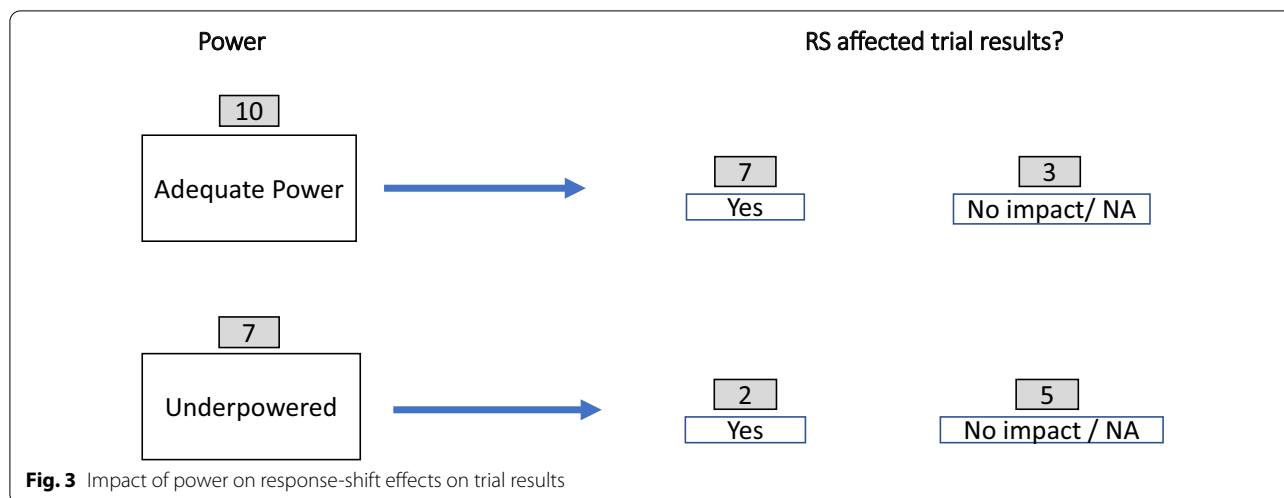 Power RS affected trial results?
10
Adequate Power
7 3
Yes No impact/ NA
7
Underpowered
2 5
Yes No impact / NA
Fig. 3 Impact of power on response-shift effects on trial results